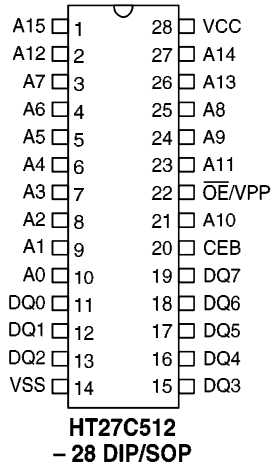 A15 1 28 VCC
A12 2 27 A14
A7 3 26 A13
A6 4 25 A8
A5 5 24 A9
A4 6 23 A11
A3 7 22 O̅E̅/VPP
A2 8 21 A10
A1 9 20 CEB
A0 10 19 DQ7
DQ0 11 18 DQ6
DQ1 12 17 DQ5
DQ2 13 16 DQ4
VSS 14 15 DQ3
HT27C512
– 28 DIP/SOP